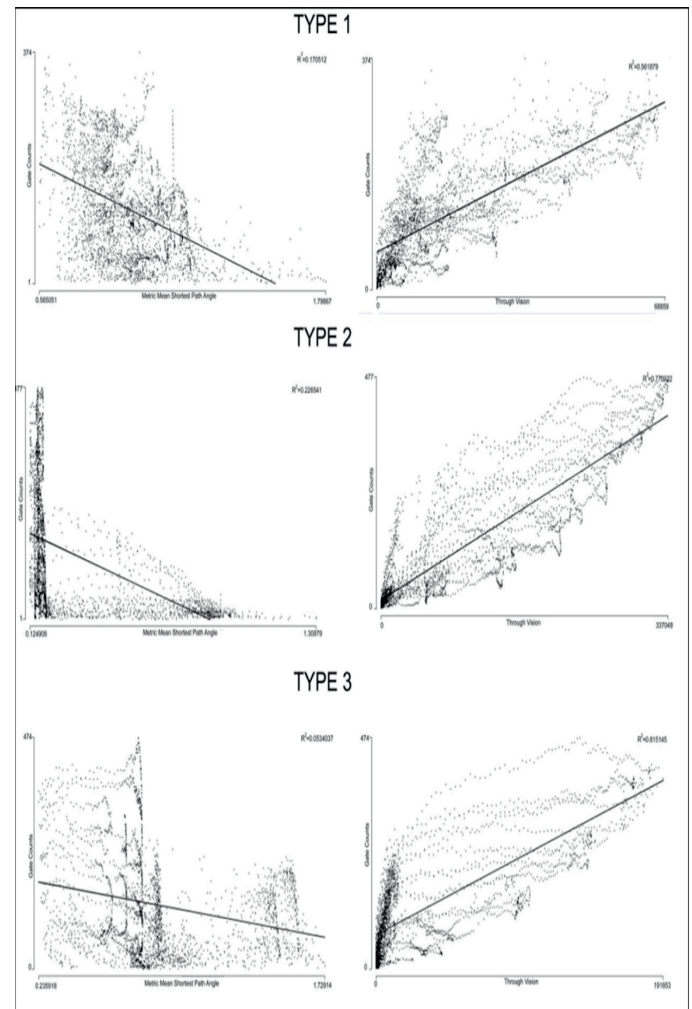 TYPE 1
374
R²=0.170512
Gate Counts
1
0.565051
Metric Mean Shortest Path Angle
1.79867
374
R²=0.561879
Gate Counts
0
0
Through Vision
68859
TYPE 2
477
R²=0.226541
Gate Counts
1
0.124908
Metric Mean Shortest Path Angle
1.30979
477
Gate Counts
0
0
Through Vision
337048
TYPE 3
474
R²=0.0534037
Gate Counts
0
0.235918
Metric Mean Shortest Path Angle
1.72914
474
R²=0.615145
Gate Counts
0
0
Through Vision
191853